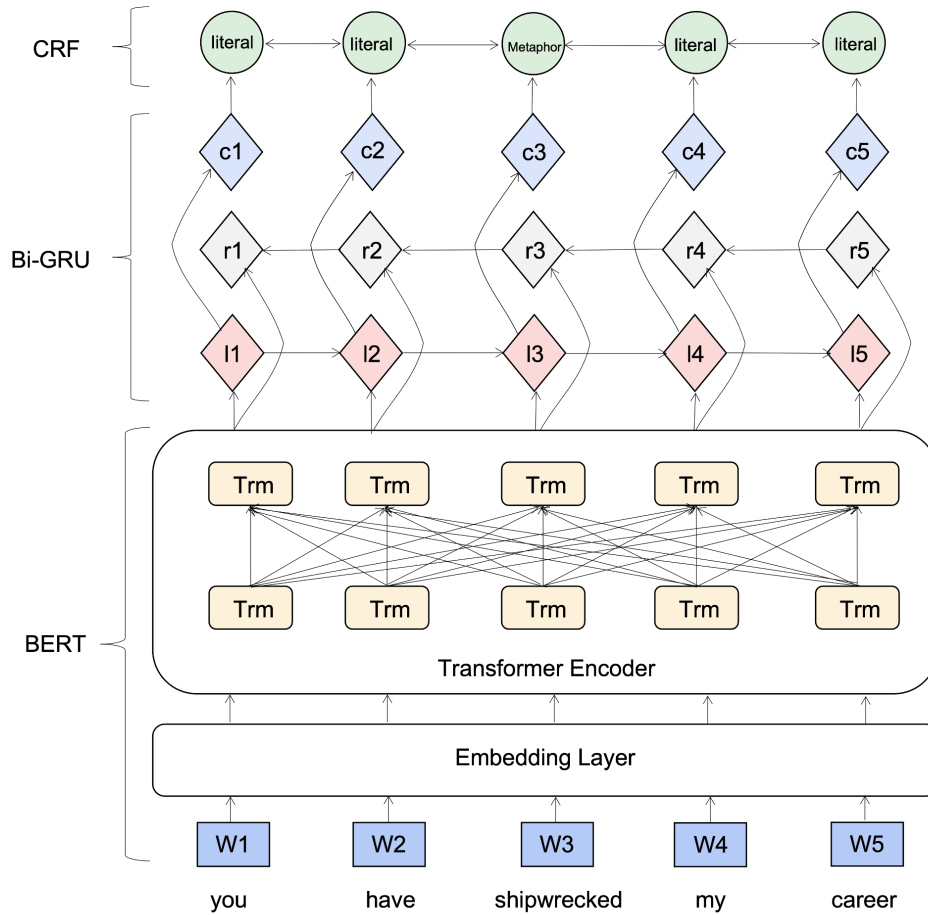 CRF
literal literal Metaphor literal literal
c1 c2 c3 c4 c5
Bi-GRU
r1 r2 r3 r4 r5
l1 l2 l3 l4 l5
Trm Trm Trm Trm Trm
Trm Trm Trm Trm Trm
BERT
Transformer Encoder
Embedding Layer
W1 W2 W3 W4 W5
you have shipwrecked my career